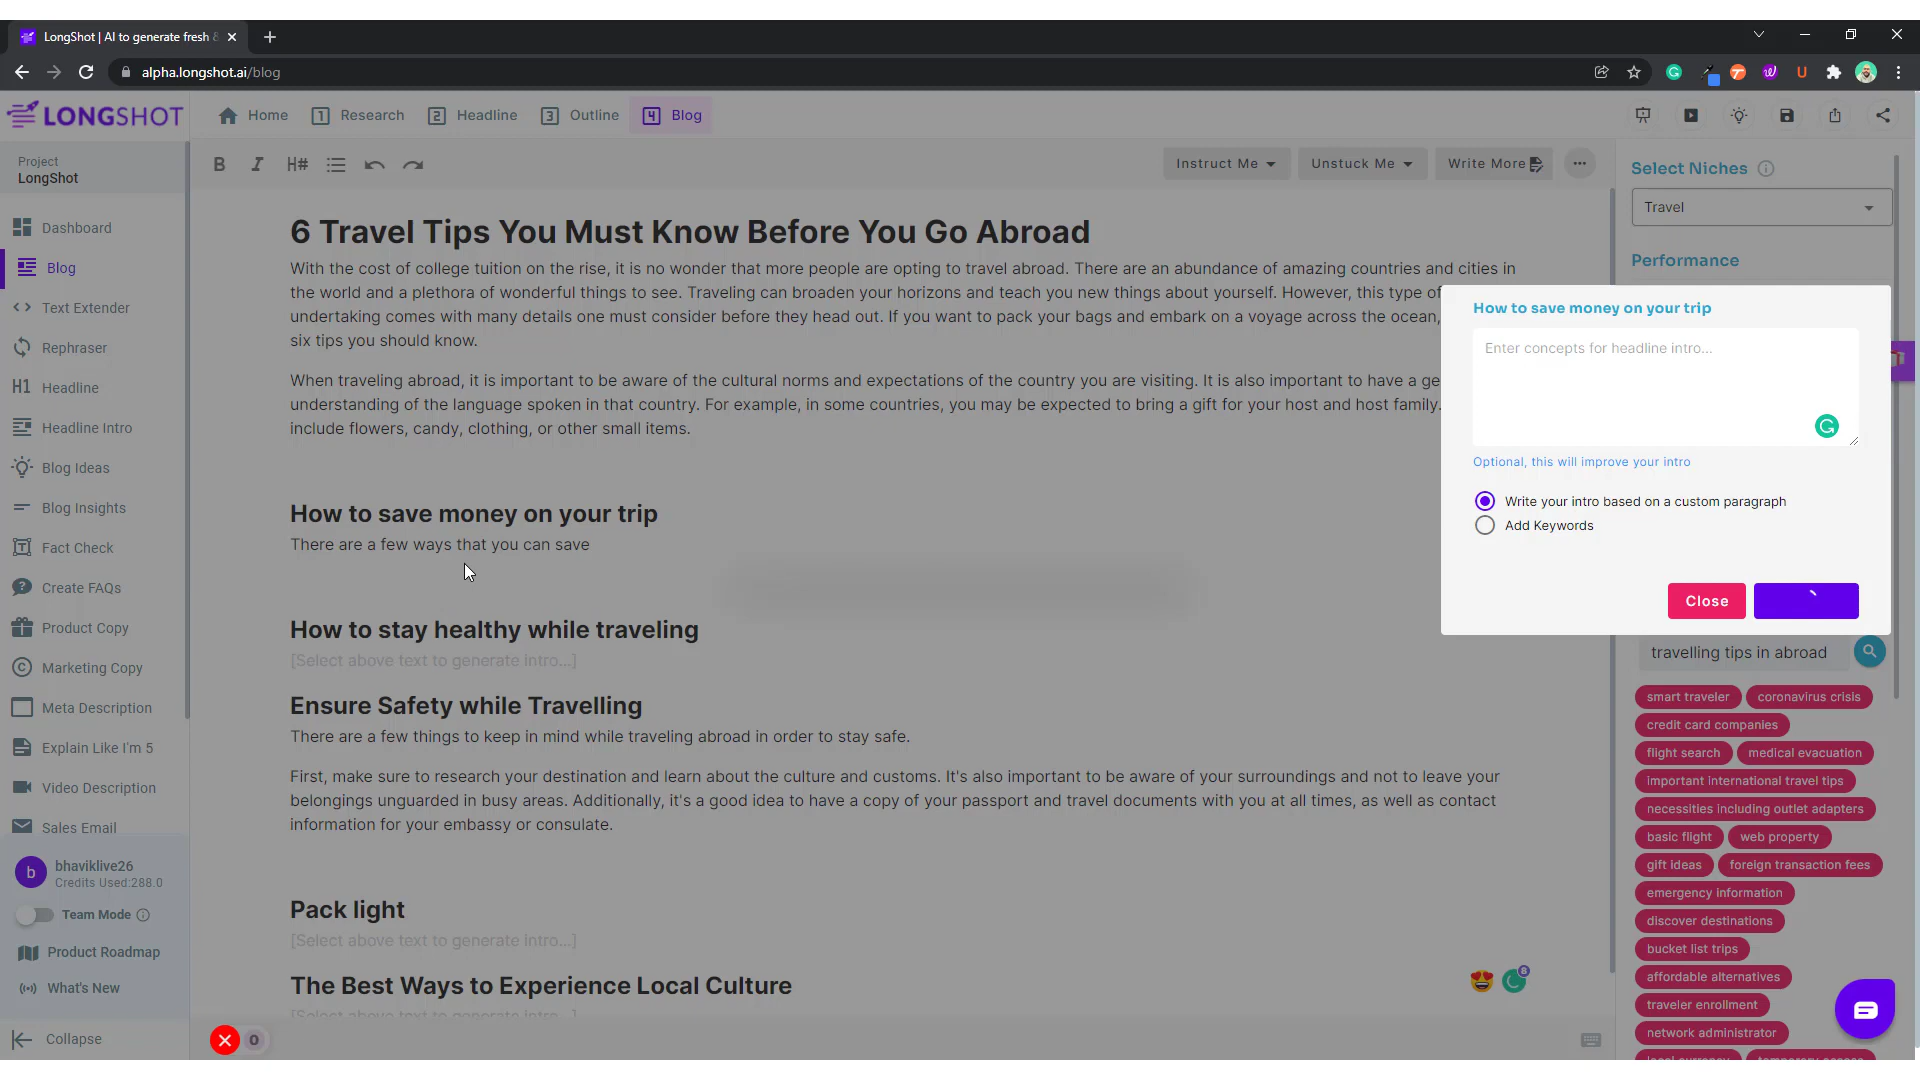 LongShot | AI to generate fresh &
alpha.longshot.ai/blog
LONGSHOT
Home
1 Research
2 Headline
3 Outline
4 Blog
Project
LongShot
B I H#
Instruct Me
Unstuck Me
Write More
Select Niches
Travel
Performance
Dashboard
Blog
Text Extender
Rephraser
H1 Headline
Headline Intro
Blog Ideas
Blog Insights
Fact Check
Create FAQs
Product Copy
Marketing Copy
Meta Description
Explain Like I'm 5
Video Description
Sales Email
b bhaviklive26
Credits Used:288.0
Team Mode
Product Roadmap
What's New
Collapse
6 Travel Tips You Must Know Before You Go Abroad
With the cost of college tuition on the rise, it is no wonder that more people are opting to travel abroad. There are an abundance of amazing countries and cities in
the world and a plethora of wonderful things to see. Traveling can broaden your horizons and teach you new things about yourself. However, this type of
undertaking comes with many details one must consider before they head out. If you want to pack your bags and embark on a voyage across the ocean,
six tips you should know.
When traveling abroad, it is important to be aware of the cultural norms and expectations of the country you are visiting. It is also important to have a ge
understanding of the language spoken in that country. For example, in some countries, you may be expected to bring a gift for your host and host family.
include flowers, candy, clothing, or other small items.
How to save money on your trip
There are a few ways that you can save
How to stay healthy while traveling
[Select above text to generate intro...]
Ensure Safety while Travelling
There are a few things to keep in mind while traveling abroad in order to stay safe.
First, make sure to research your destination and learn about the culture and customs. It's also important to be aware of your surroundings and not to leave your
belongings unguarded in busy areas. Additionally, it's a good idea to have a copy of your passport and travel documents with you at all times, as well as contact
information for your embassy or consulate.
Pack light
[Select above text to generate intro...]
The Best Ways to Experience Local Culture
[Select above text to generate intro...]
8
0
How to save money on your trip
Enter concepts for headline intro...
Optional, this will improve your intro
Write your intro based on a custom paragraph
Add Keywords
Close
travelling tips in abroad
smart traveler coronavirus crisis
credit card companies
flight search medical evacuation
important international travel tips
necessities including outlet adapters
basic flight web property
gift ideas foreign transaction fees
emergency information
discover destinations
bucket list trips
affordable alternatives
traveler enrollment
network administrator
local currency temporary access